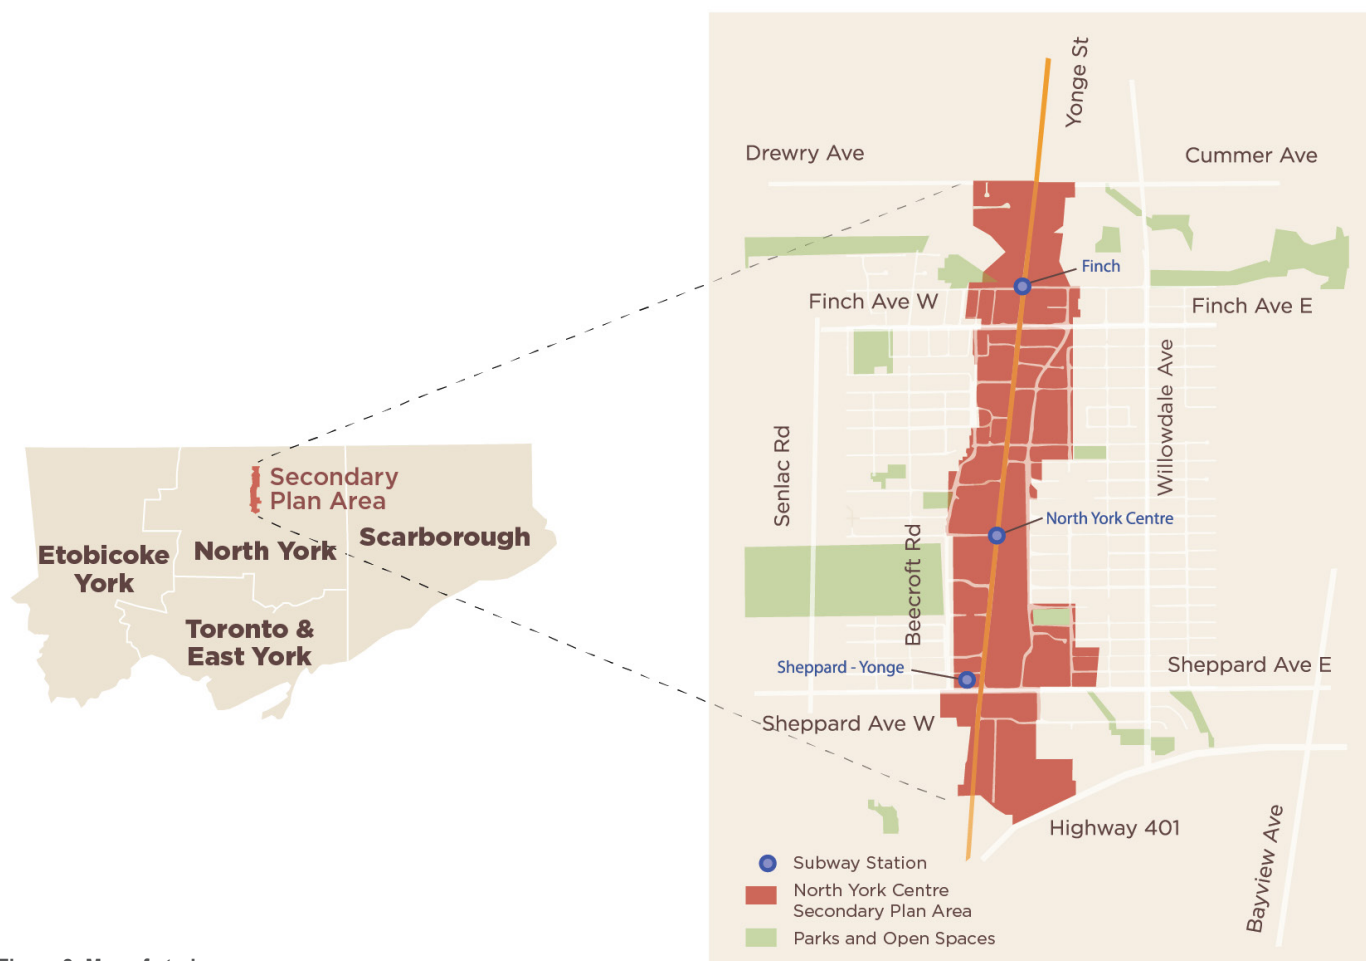 Yonge St
Drewry Ave
Cummer Ave
Finch
Finch Ave W
Finch Ave E
Willowdale Ave
Senlac Rd
North York Centre
Beecroft Rd
Sheppard - Yonge
Sheppard Ave E
Sheppard Ave W
Highway 401
Bayview Ave
Subway Station
North York Centre
Secondary Plan Area
Parks and Open Spaces
Secondary
Plan Area
Etobicoke
York
North York
Scarborough
Toronto &
East York